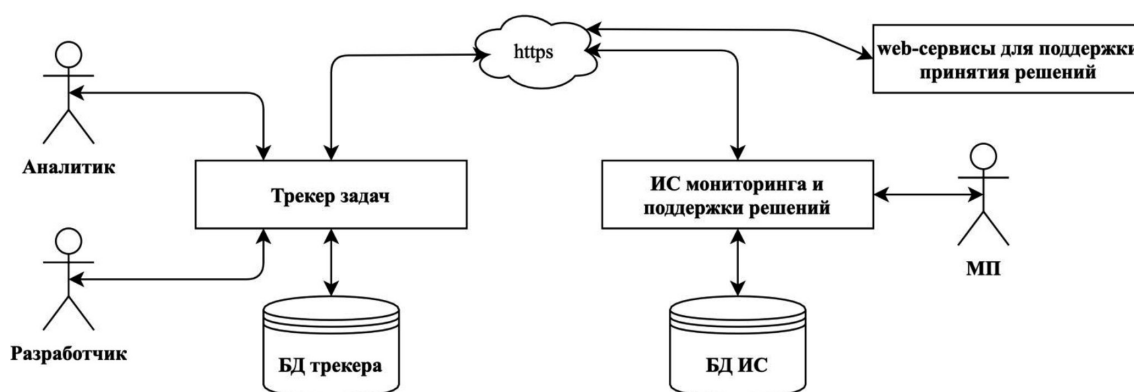 https
web-сервисы для поддержки
принятия решений
Аналитик
Трекер задач
ИС мониторинга и
поддержки решений
МП
Разработчик
БД трекера
БД ИС